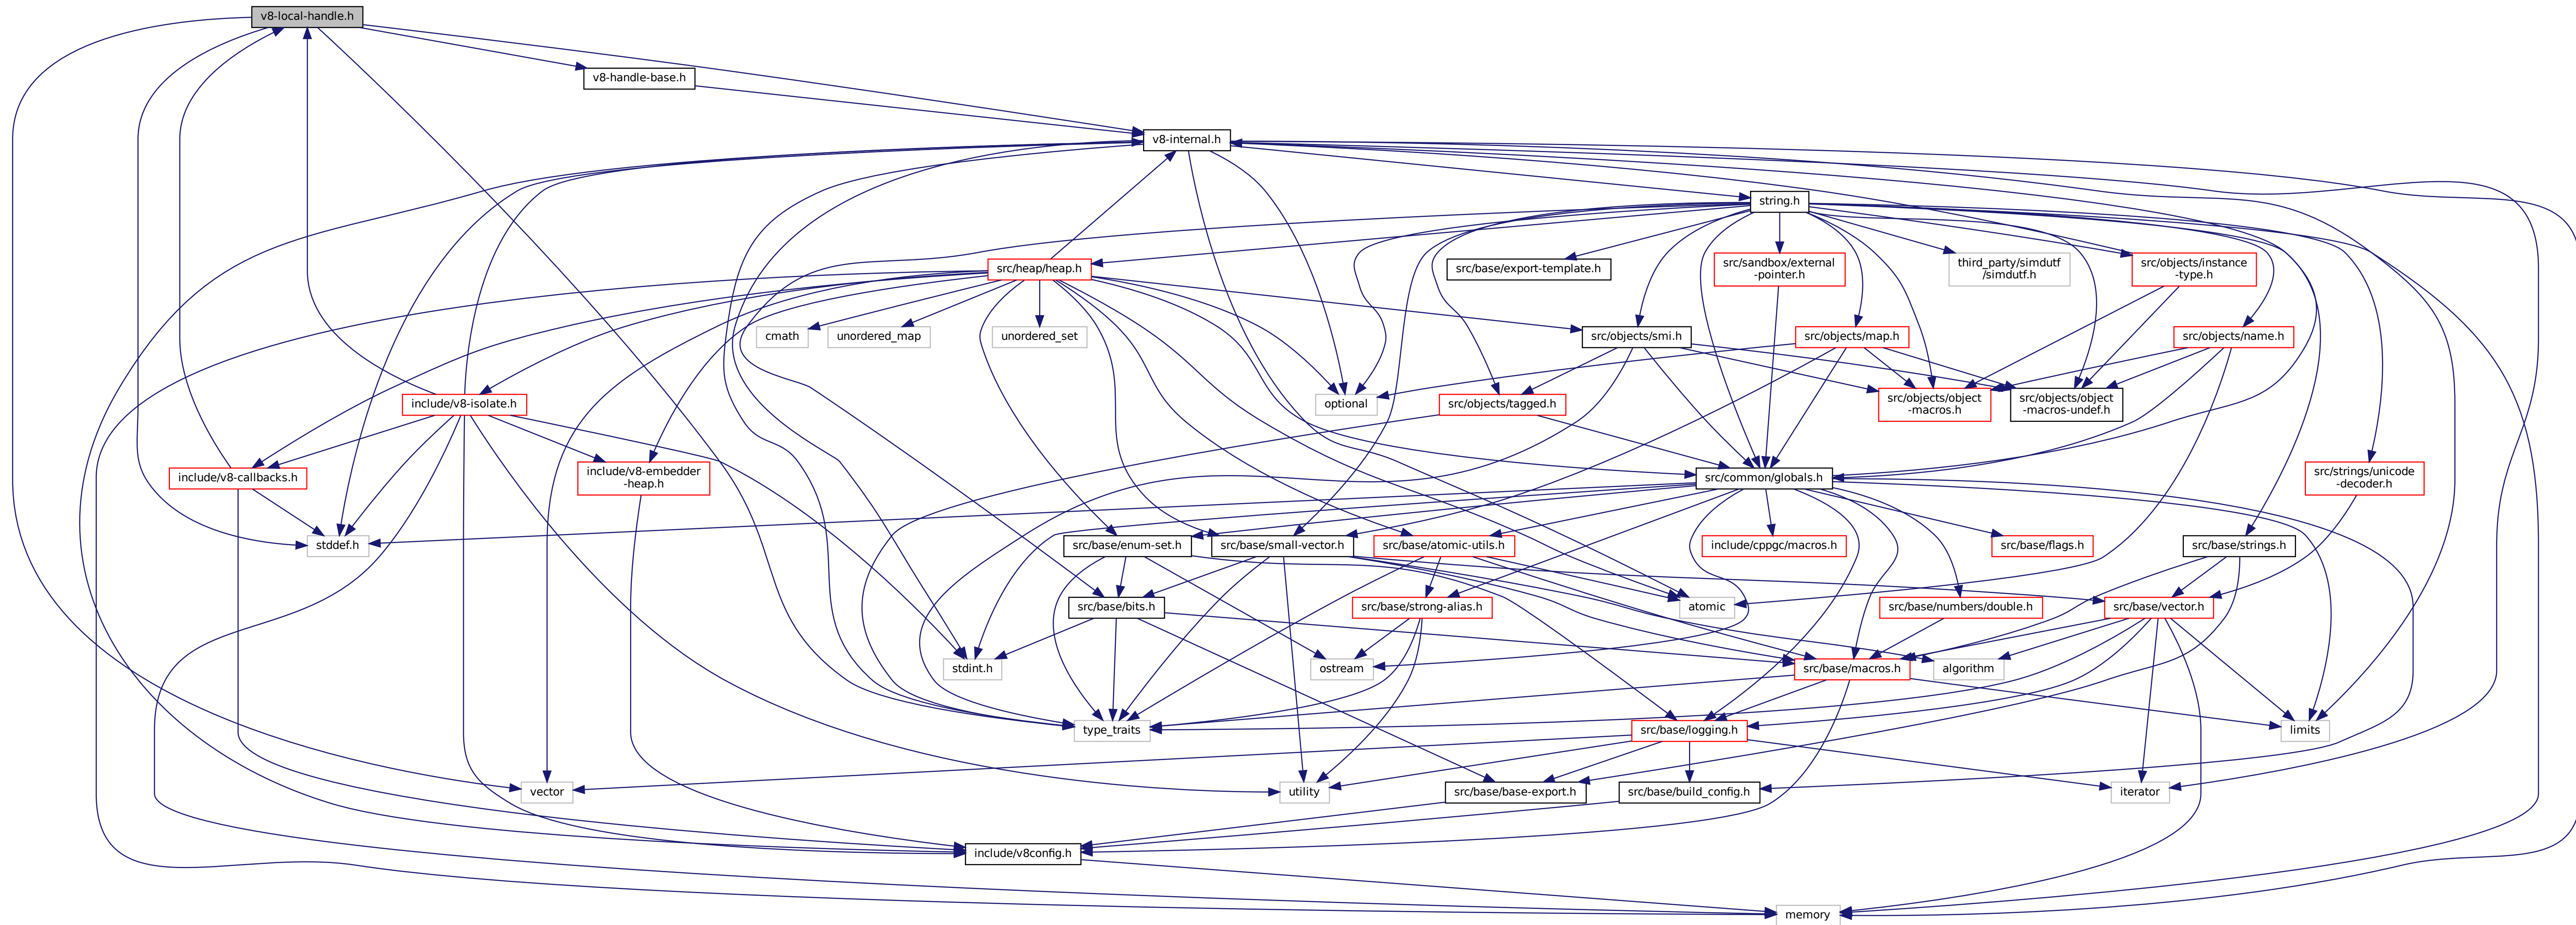 v8-local-handle.h
v8-handle-base.h
v8-internal.h
string.h
src/heap/heap.h
src/base/export-template.h
src/sandbox/external
-pointer.h
third_party/simdutf
/simdutf.h
src/objects/instance
-type.h
cmath
unordered_map
unordered_set
src/objects/smi.h
src/objects/map.h
src/objects/name.h
include/v8-isolate.h
optional
src/objects/tagged.h
src/objects/object
-macros.h
src/objects/object
-macros-undef.h
include/v8-callbacks.h
include/v8-embedder
-heap.h
src/common/globals.h
src/strings/unicode
-decoder.h
stddef.h
src/base/enum-set.h
src/base/small-vector.h
src/base/atomic-utils.h
include/cppgc/macros.h
src/base/flags.h
src/base/strings.h
src/base/bits.h
src/base/strong-alias.h
atomic
src/base/numbers/double.h
src/base/vector.h
stdint.h
ostream
src/base/macros.h
algorithm
type_traits
src/base/logging.h
limits
vector
utility
src/base/base-export.h
src/base/build_config.h
iterator
include/v8config.h
memory